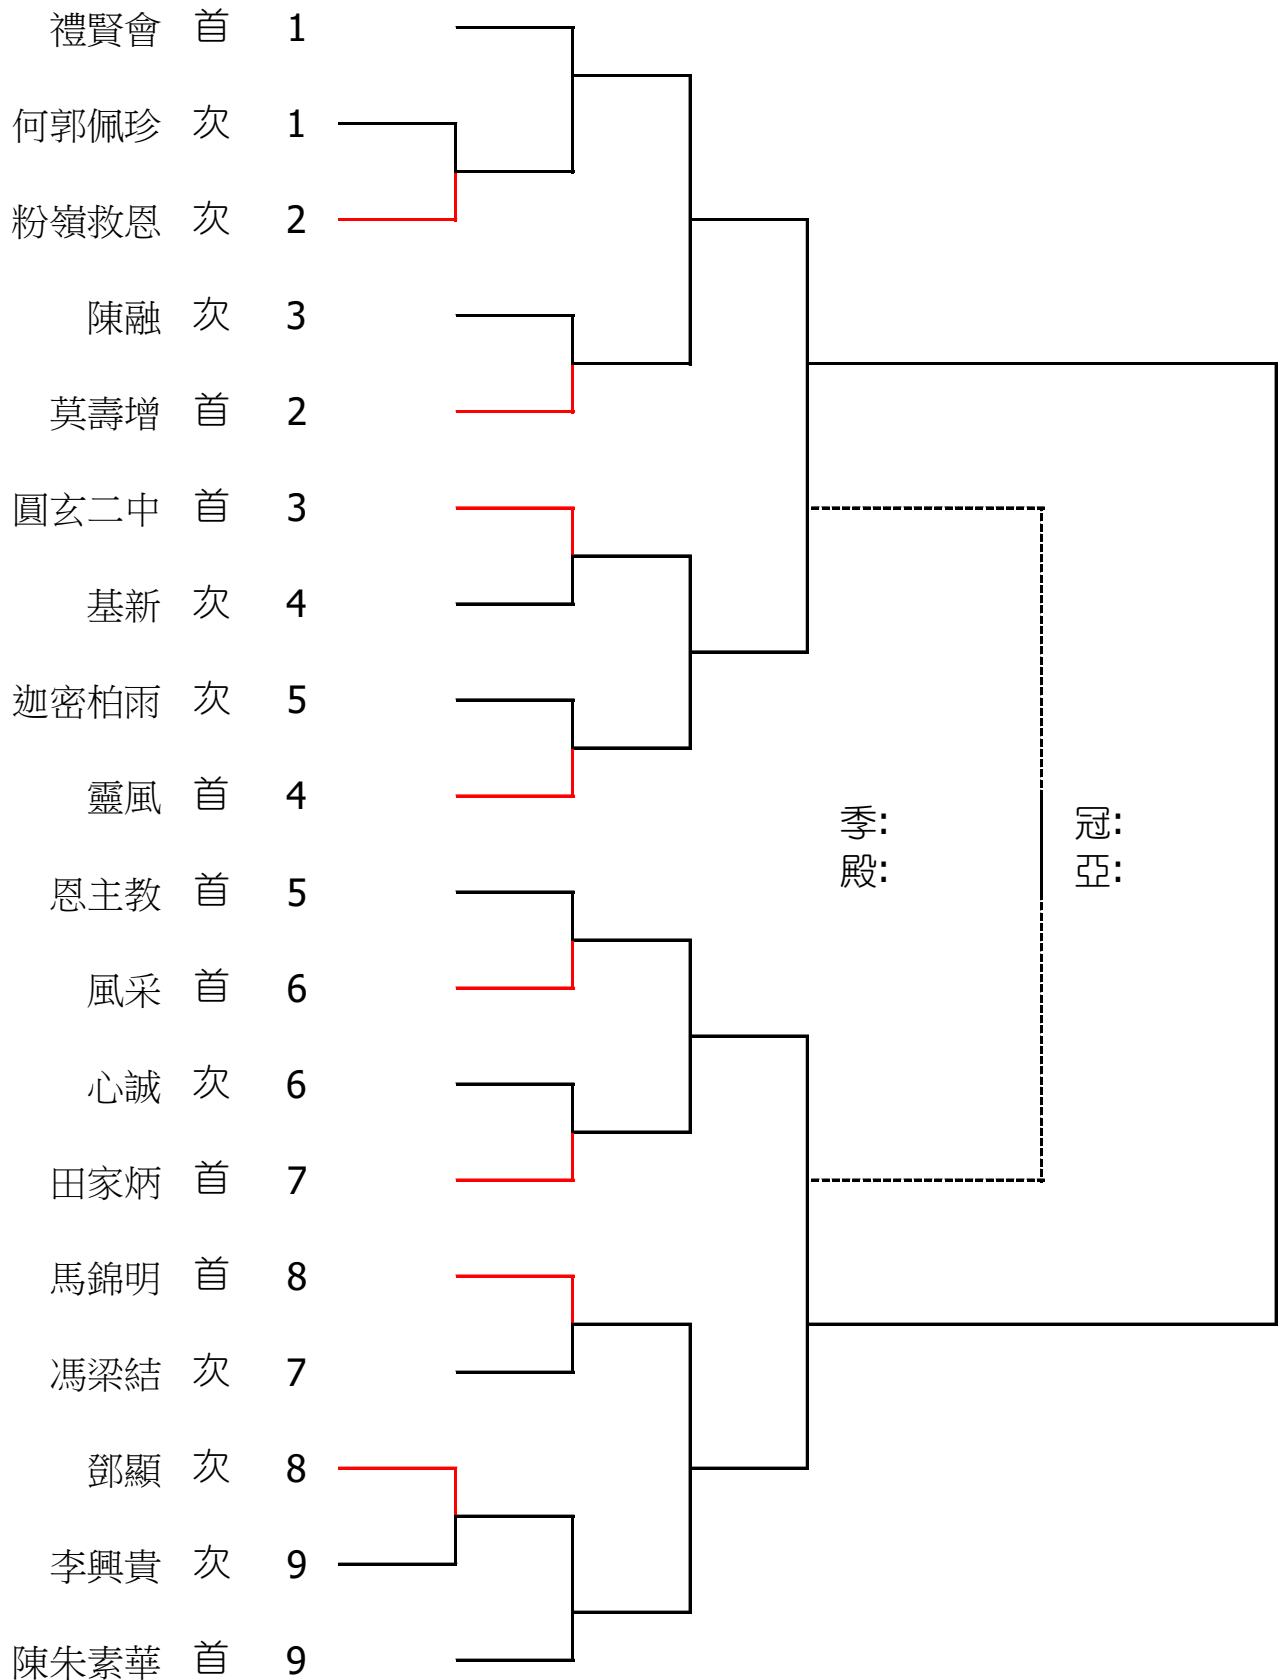 禮賢會 首 1
何郭佩珍 次 1
粉嶺救恩 次 2
陳融 次 3
莫壽增 首 2
圓玄二中 首 3
基新 次 4
迦密柏雨 次 5
靈風 首 4
季: 冠:
殿: 亞:
恩主教 首 5
風采 首 6
心誠 次 6
田家炳 首 7
馬錦明 首 8
馮梁結 次 7
鄧顯 次 8
李興貴 次 9
陳朱素華 首 9